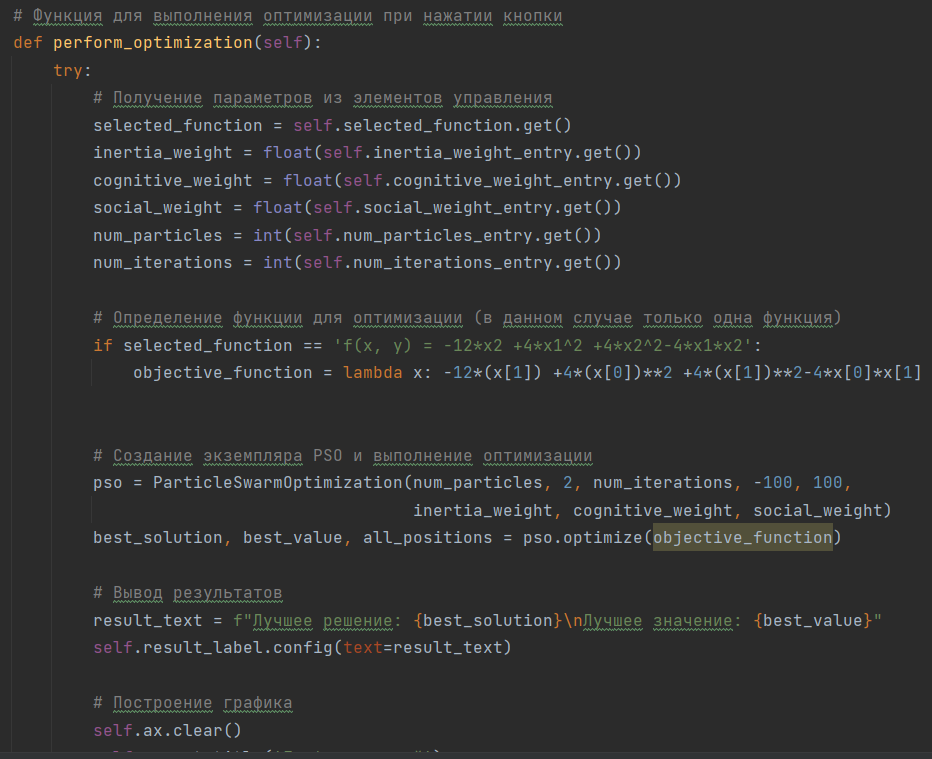 # Функция для выполнения оптимизации при нажатии кнопки
def perform_optimization(self):
try:
# Получение параметров из элементов управления
selected_function = self.selected_function.get()
inertia_weight = float(self.inertia_weight_entry.get())
cognitive_weight = float(self.cognitive_weight_entry.get())
social_weight = float(self.social_weight_entry.get())
num_particles = int(self.num_particles_entry.get())
num_iterations = int(self.num_iterations_entry.get())
# Определение функции для оптимизации (в данном случае только одна функция)
if selected_function == 'f(x, y) = -12*x2 +4*x1^2 +4*x2^2-4*x1*x2':
objective_function = lambda x: -12*(x[1]) +4*(x[0])**2 +4*(x[1])**2-4*x[0]*x[1]
# Создание экземпляра PSO и выполнение оптимизации
pso = ParticleSwarmOptimization(num_particles, 2, num_iterations, -100, 100,
inertia_weight, cognitive_weight, social_weight)
best_solution, best_value, all_positions = pso.optimize(objective_function)
# Вывод результатов
result_text = f"Лучшее решение: {best_solution}\nЛучшее значение: {best_value}"
self.result_label.config(text=result_text)
# Построение графика
self.ax.clear()